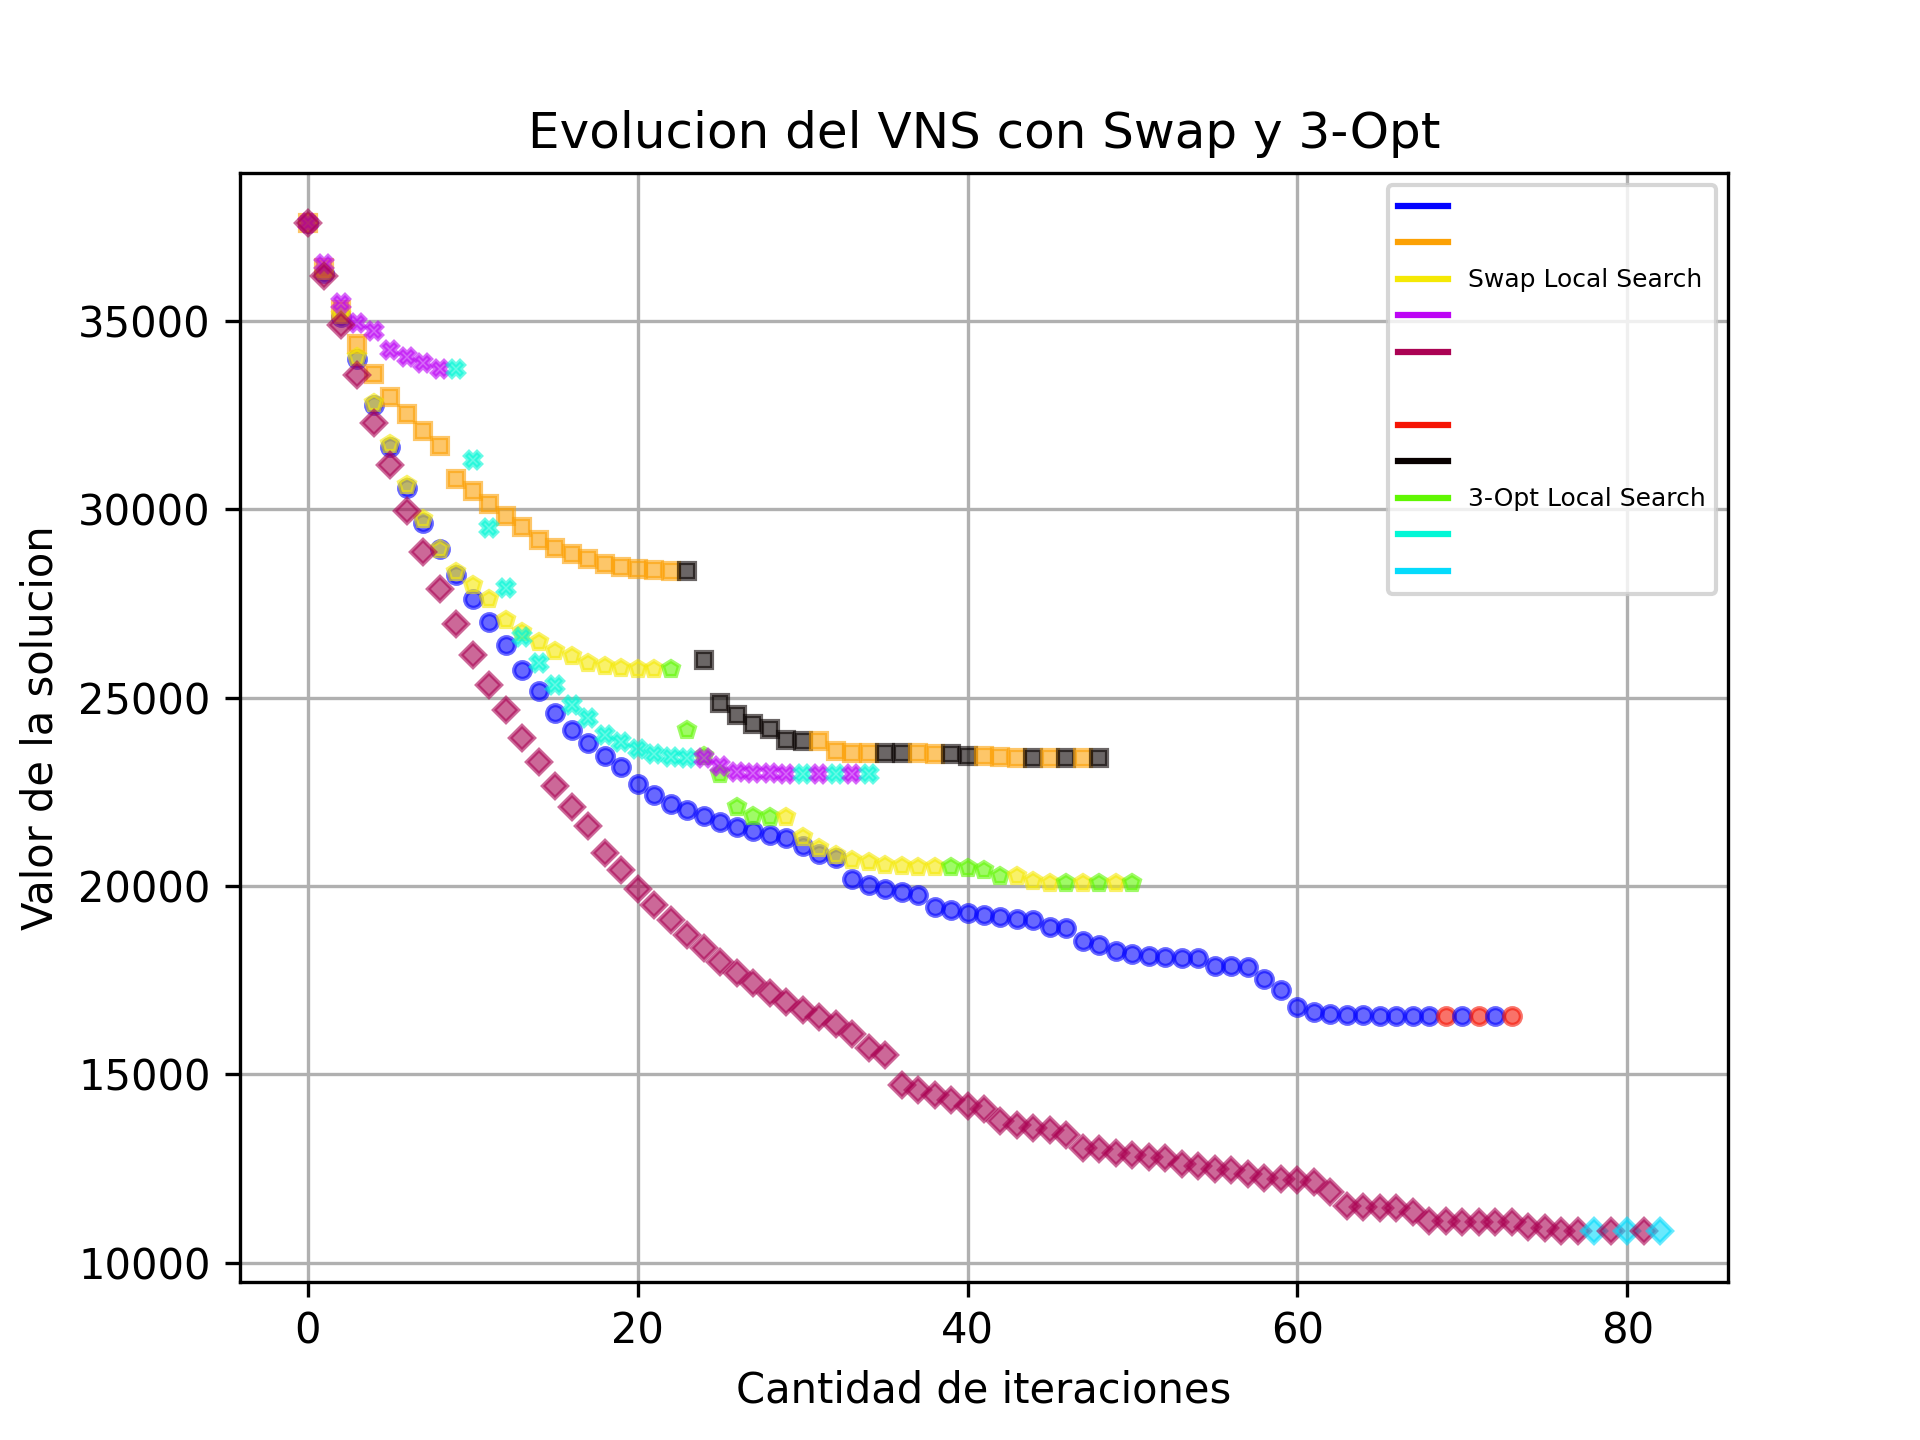 Evolucion del VNS con Swap y 3-Opt
Swap Local Search
3-Opt Local Search
Valor de la solucion
35000
30000
25000
20000
15000
10000
0 20 40 60 80
Cantidad de iteraciones